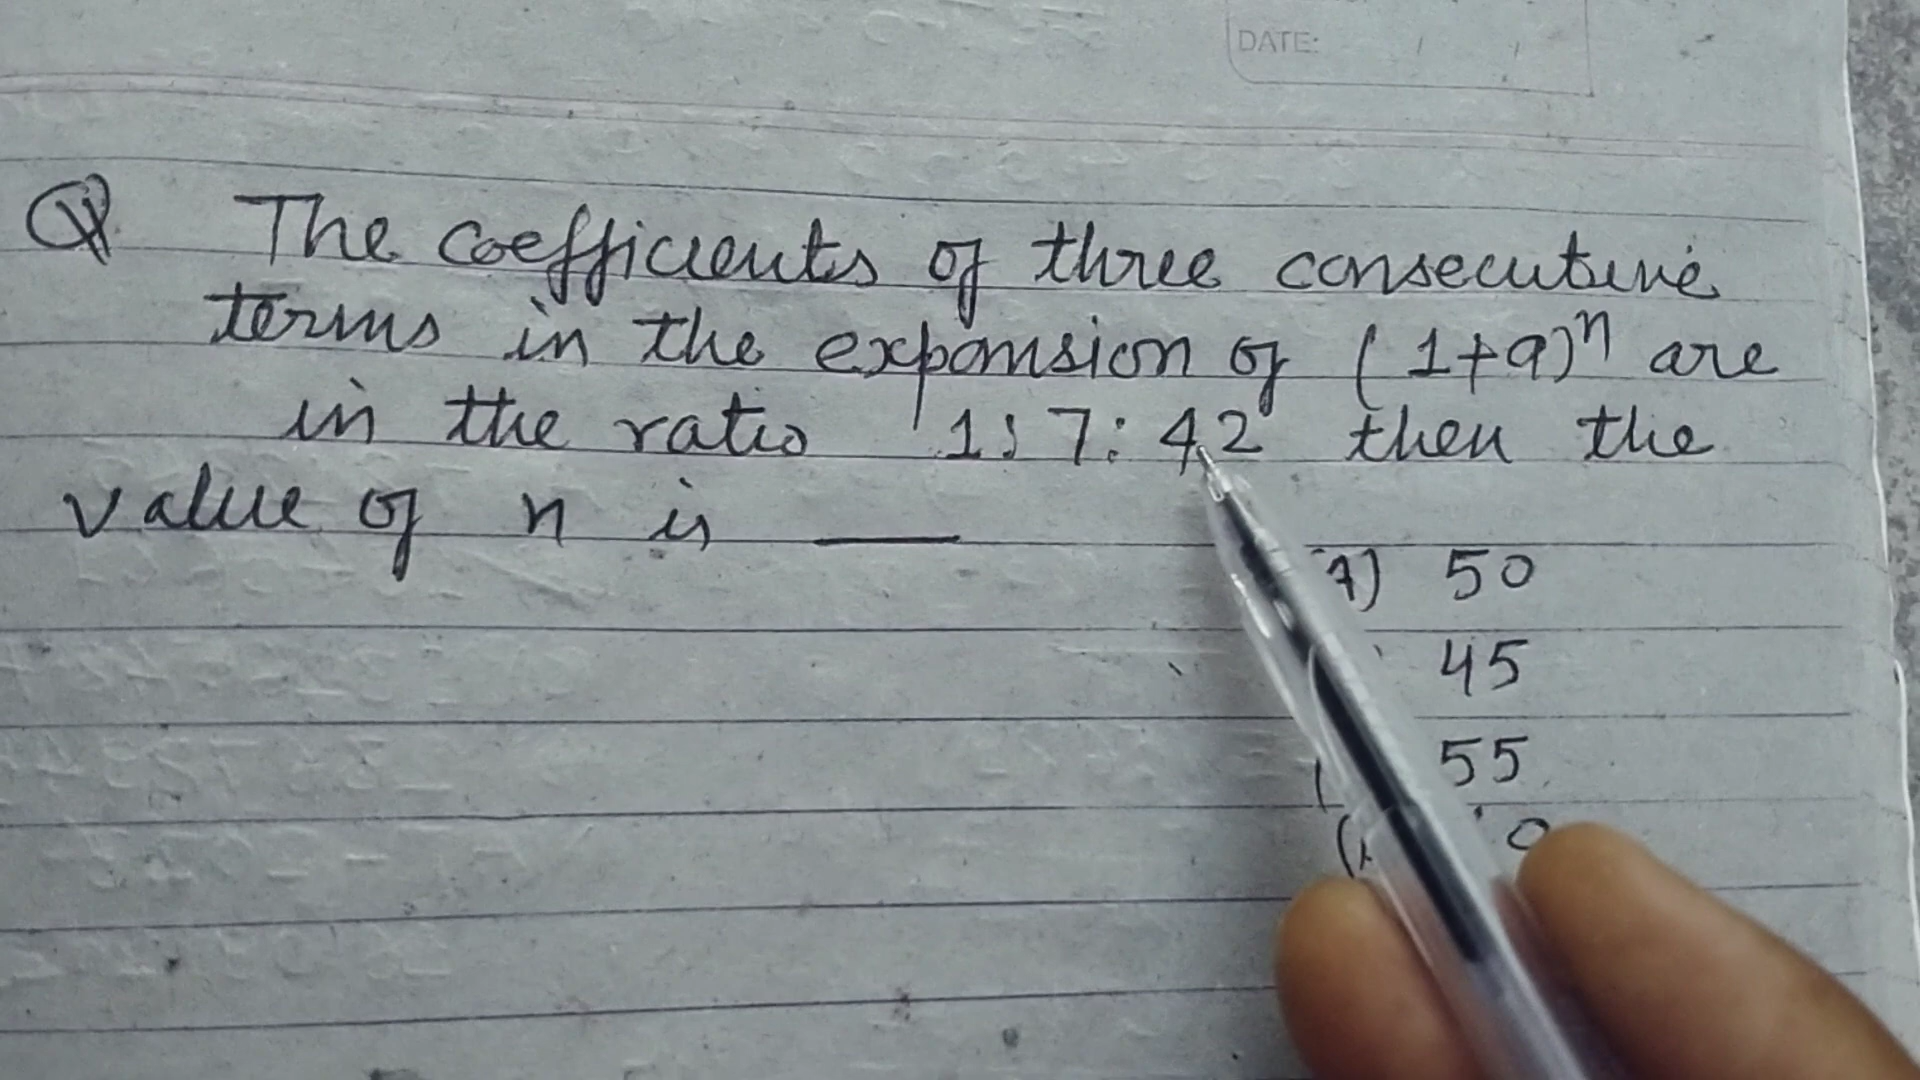 DATE: / /
Q The coefficients of three consecutive
terms in the expansion of (1+a)^n are
in the ratio 1:7:42 then the
value of n is ____
50
45
55